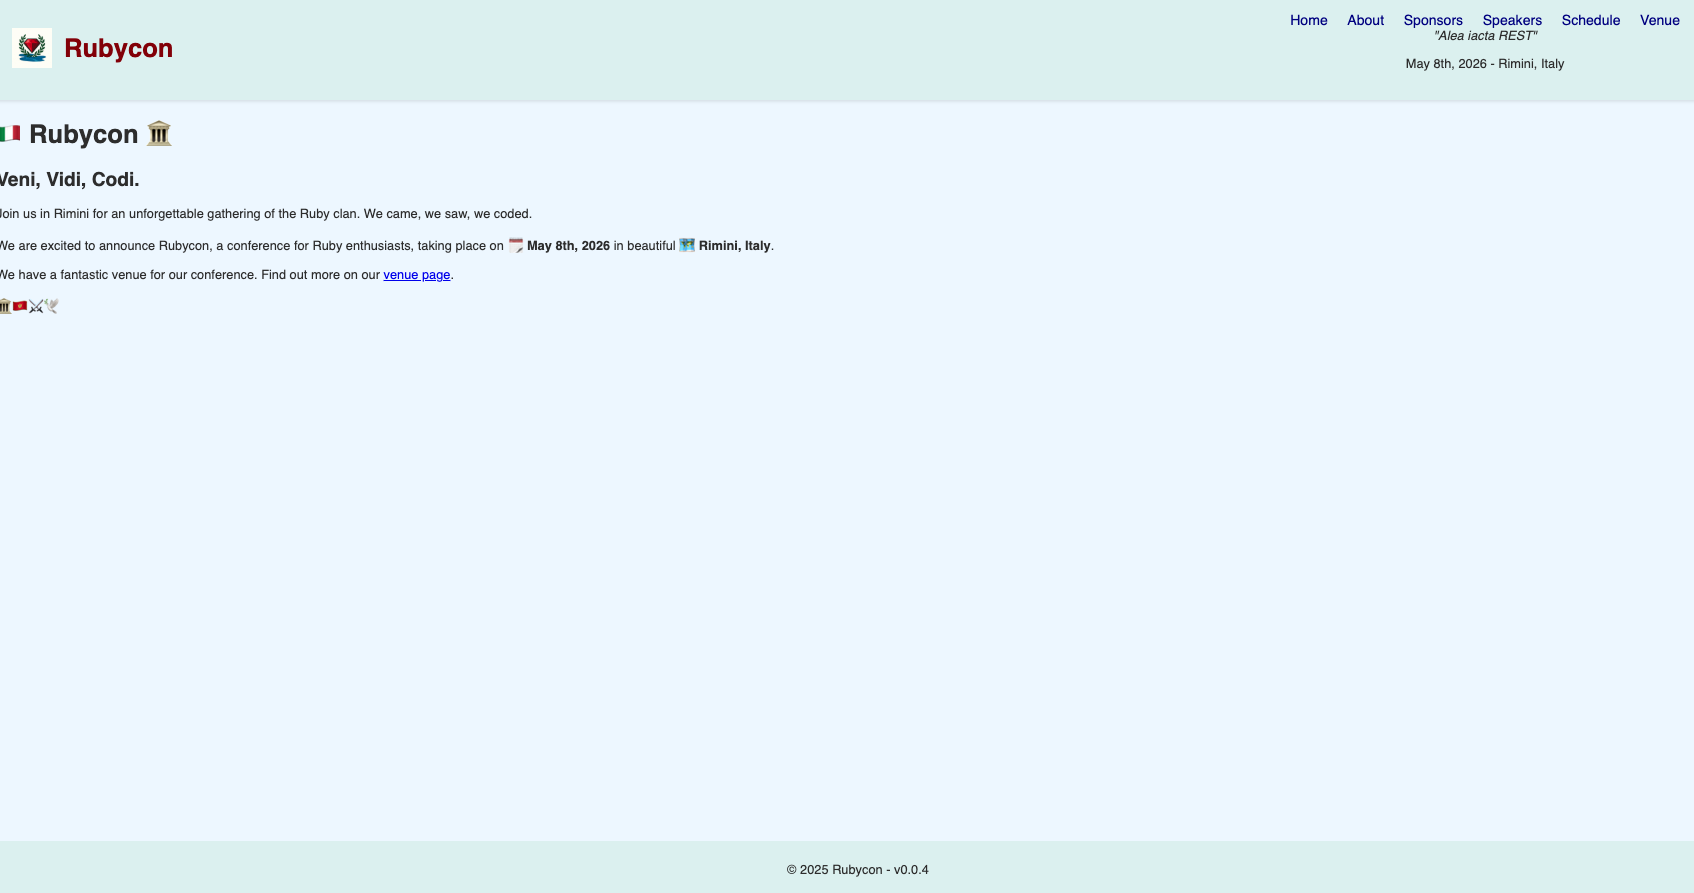 Rubycon
Home About Sponsors Speakers Schedule Venue
"Alea iacta REST"
May 8th, 2026 - Rimini, Italy
🇮🇹 Rubycon 🏛️
Veni, Vidi, Codi.
Join us in Rimini for an unforgettable gathering of the Ruby clan. We came, we saw, we coded.
We are excited to announce Rubycon, a conference for Ruby enthusiasts, taking place on 🗓️ May 8th, 2026 in beautiful 🗺️ Rimini, Italy.
We have a fantastic venue for our conference. Find out more on our venue page.
© 2025 Rubycon - v0.0.4